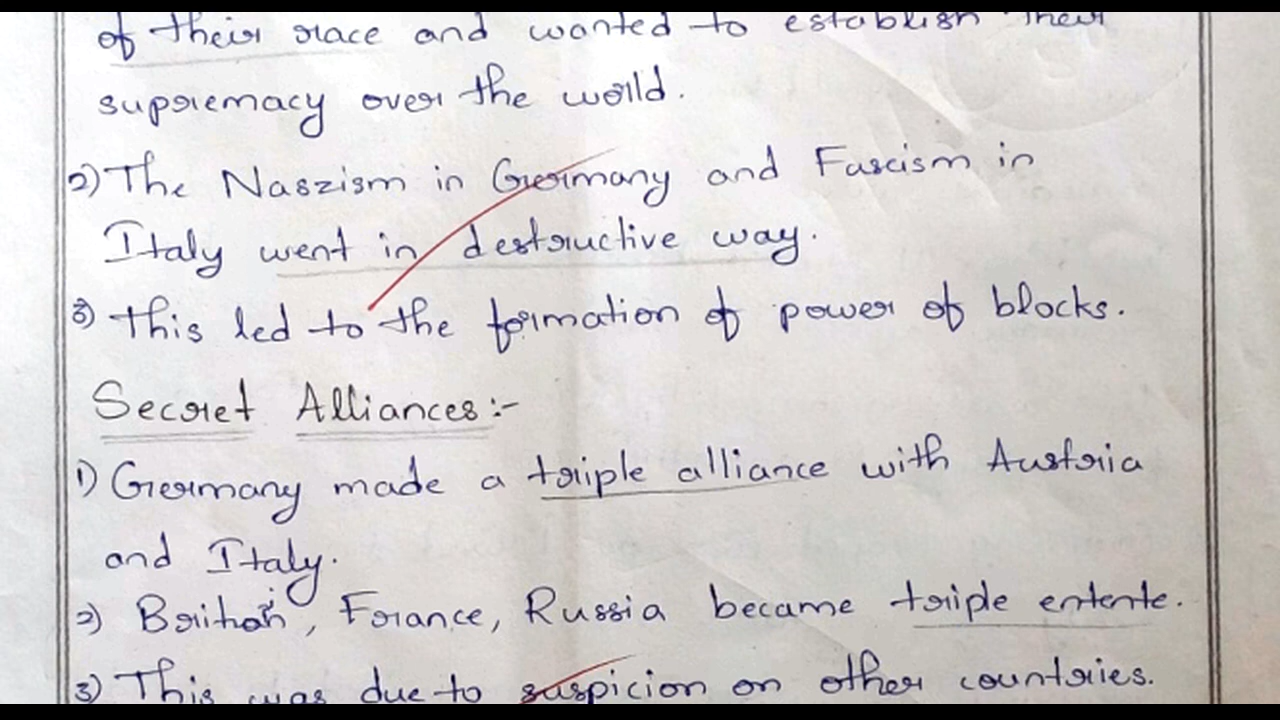 of their race and wanted to establish their
supremacy over the world.
2) The Naszism in Germany and Fascism in
Italy went in destructive way.
3) This led to the formation of power of blocks.
Secret Alliances:-
1) Germany made a triple alliance with Austria
and Italy.
2) Britian, France, Russia became triple entente.
3) This was due to suspicion on other countries.